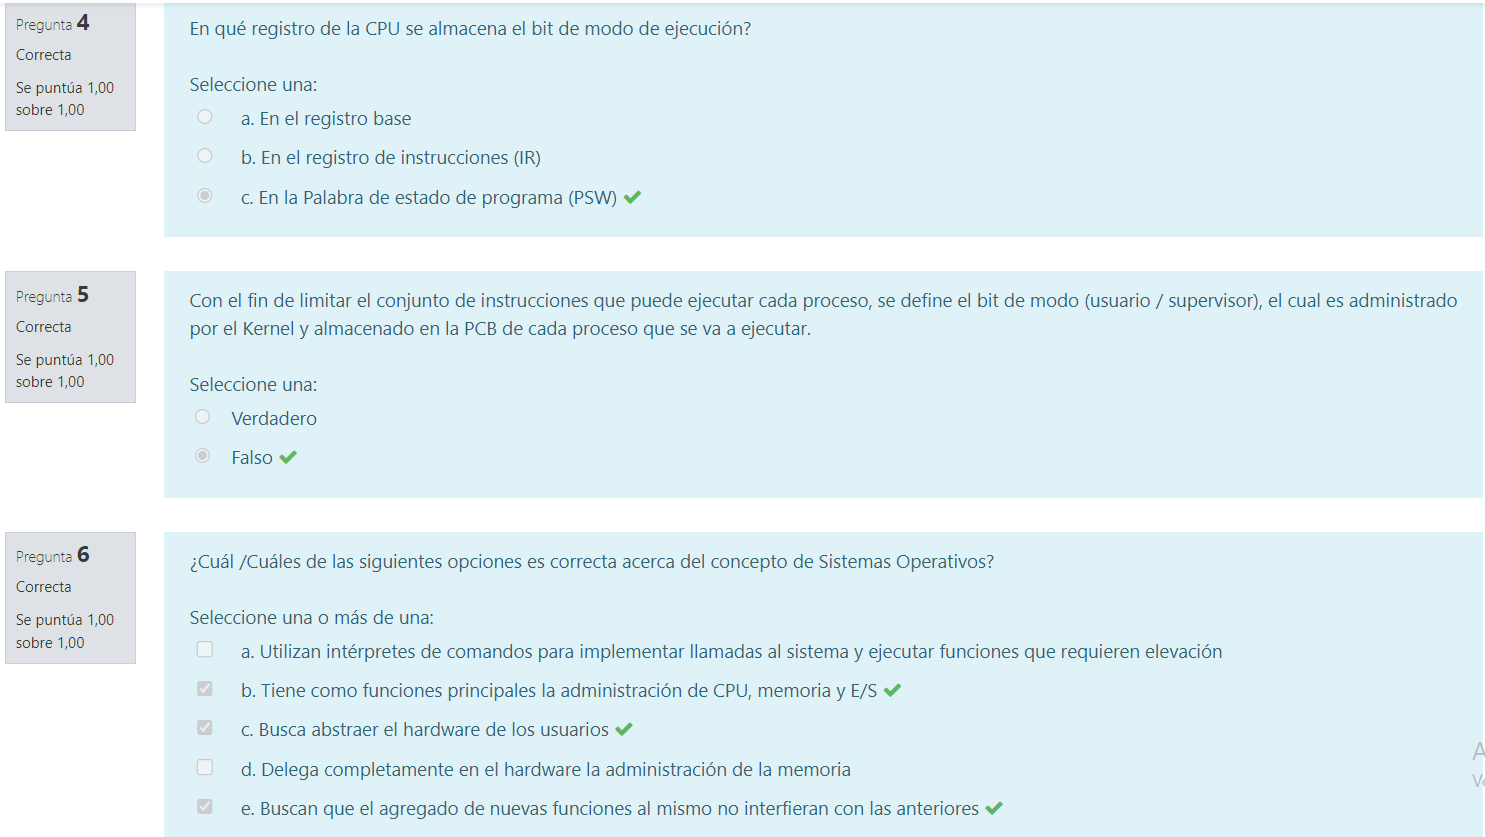 Pregunta 4
Correcta
Se puntúa 1,00
sobre 1,00
En qué registro de la CPU se almacena el bit de modo de ejecución?
Seleccione una:
a. En el registro base
b. En el registro de instrucciones (IR)
c. En la Palabra de estado de programa (PSW)
Pregunta 5
Correcta
Se puntúa 1,00
sobre 1,00
Con el fin de limitar el conjunto de instrucciones que puede ejecutar cada proceso, se define el bit de modo (usuario / supervisor), el cual es administrado
por el Kernel y almacenado en la PCB de cada proceso que se va a ejecutar.
Seleccione una:
Verdadero
Falso
Pregunta 6
Correcta
Se puntúa 1,00
sobre 1,00
¿Cuál /Cuáles de las siguientes opciones es correcta acerca del concepto de Sistemas Operativos?
Seleccione una o más de una:
a. Utilizan intérpretes de comandos para implementar llamadas al sistema y ejecutar funciones que requieren elevación
b. Tiene como funciones principales la administración de CPU, memoria y E/S
c. Busca abstraer el hardware de los usuarios
d. Delega completamente en el hardware la administración de la memoria
e. Buscan que el agregado de nuevas funciones al mismo no interfieran con las anteriores